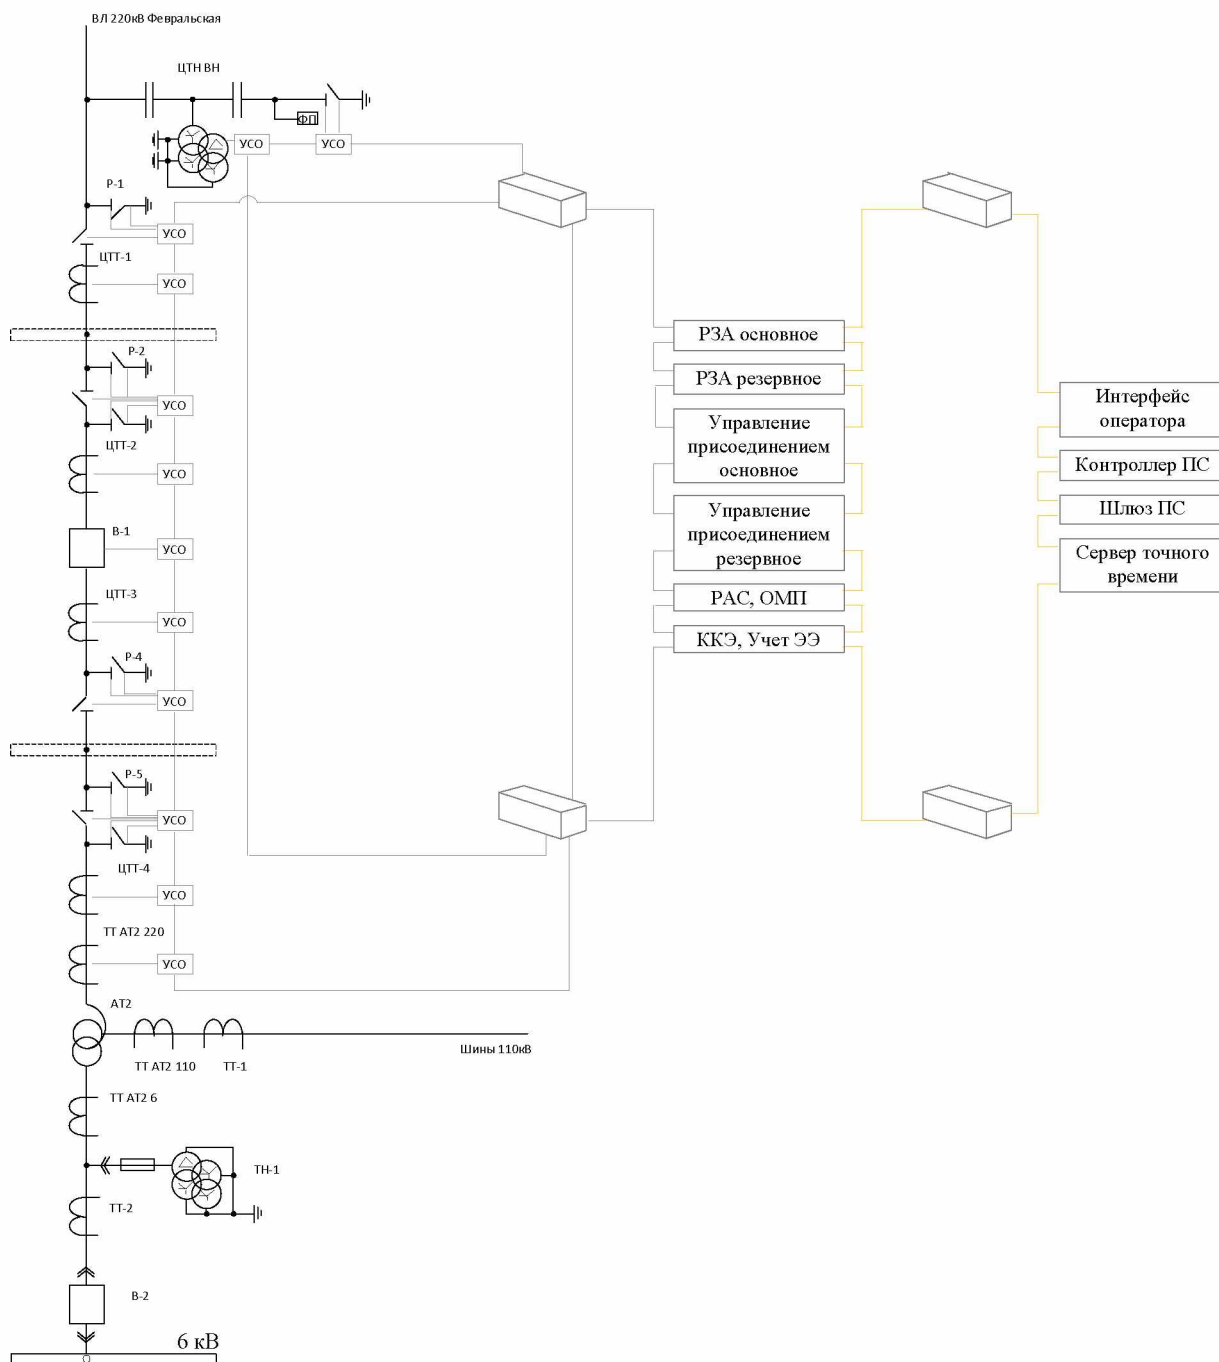 ВЛ 220кВ Февральская
ЦТН ВН
ФП
УСО
УСО
Р-1
УСО
ЦТТ-1
УСО
Р-2
УСО
ЦТТ-2
УСО
В-1
УСО
ЦТТ-3
УСО
Р-4
УСО
Р-5
УСО
ЦТТ-4
УСО
ТТ АТ2 220
УСО
АТ2
Шины 110кВ
ТТ АТ2 110
ТТ-1
ТТ АТ2 6
ТН-1
ТТ-2
В-2
6 кВ
РЗА основное
РЗА резервное
Управление
присоединением
основное
Управление
присоединением
резервное
РАС, ОМП
ККЭ, Учет ЭЭ
Интерфейс
оператора
Контроллер ПС
Шлюз ПС
Сервер точного
времени